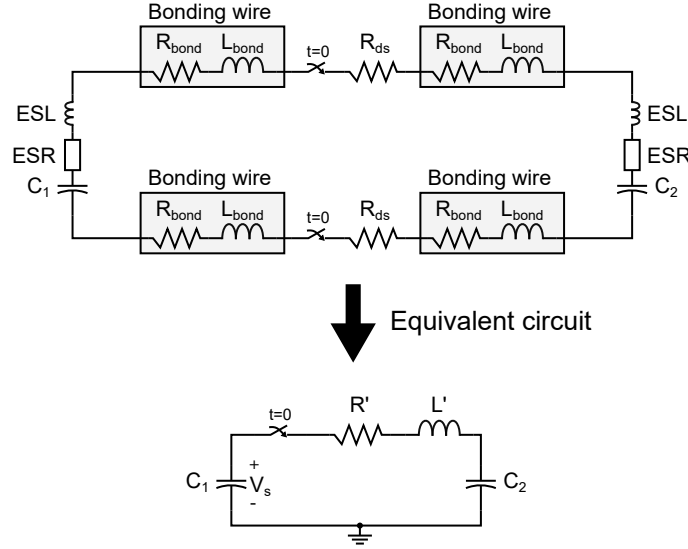 Bonding wire Bonding wire
R_bond L_bond t=0 R_ds R_bond L_bond
ESL ESL
ESR ESR
C_1 C_2
Bonding wire Bonding wire
R_bond L_bond t=0 R_ds R_bond L_bond
Equivalent circuit
t=0 R' L'
C_1 + V_s - C_2